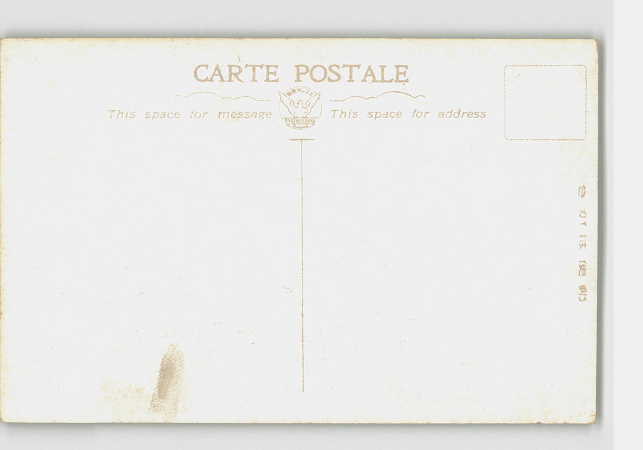 CARTE POSTALE
This space for message
This space for address